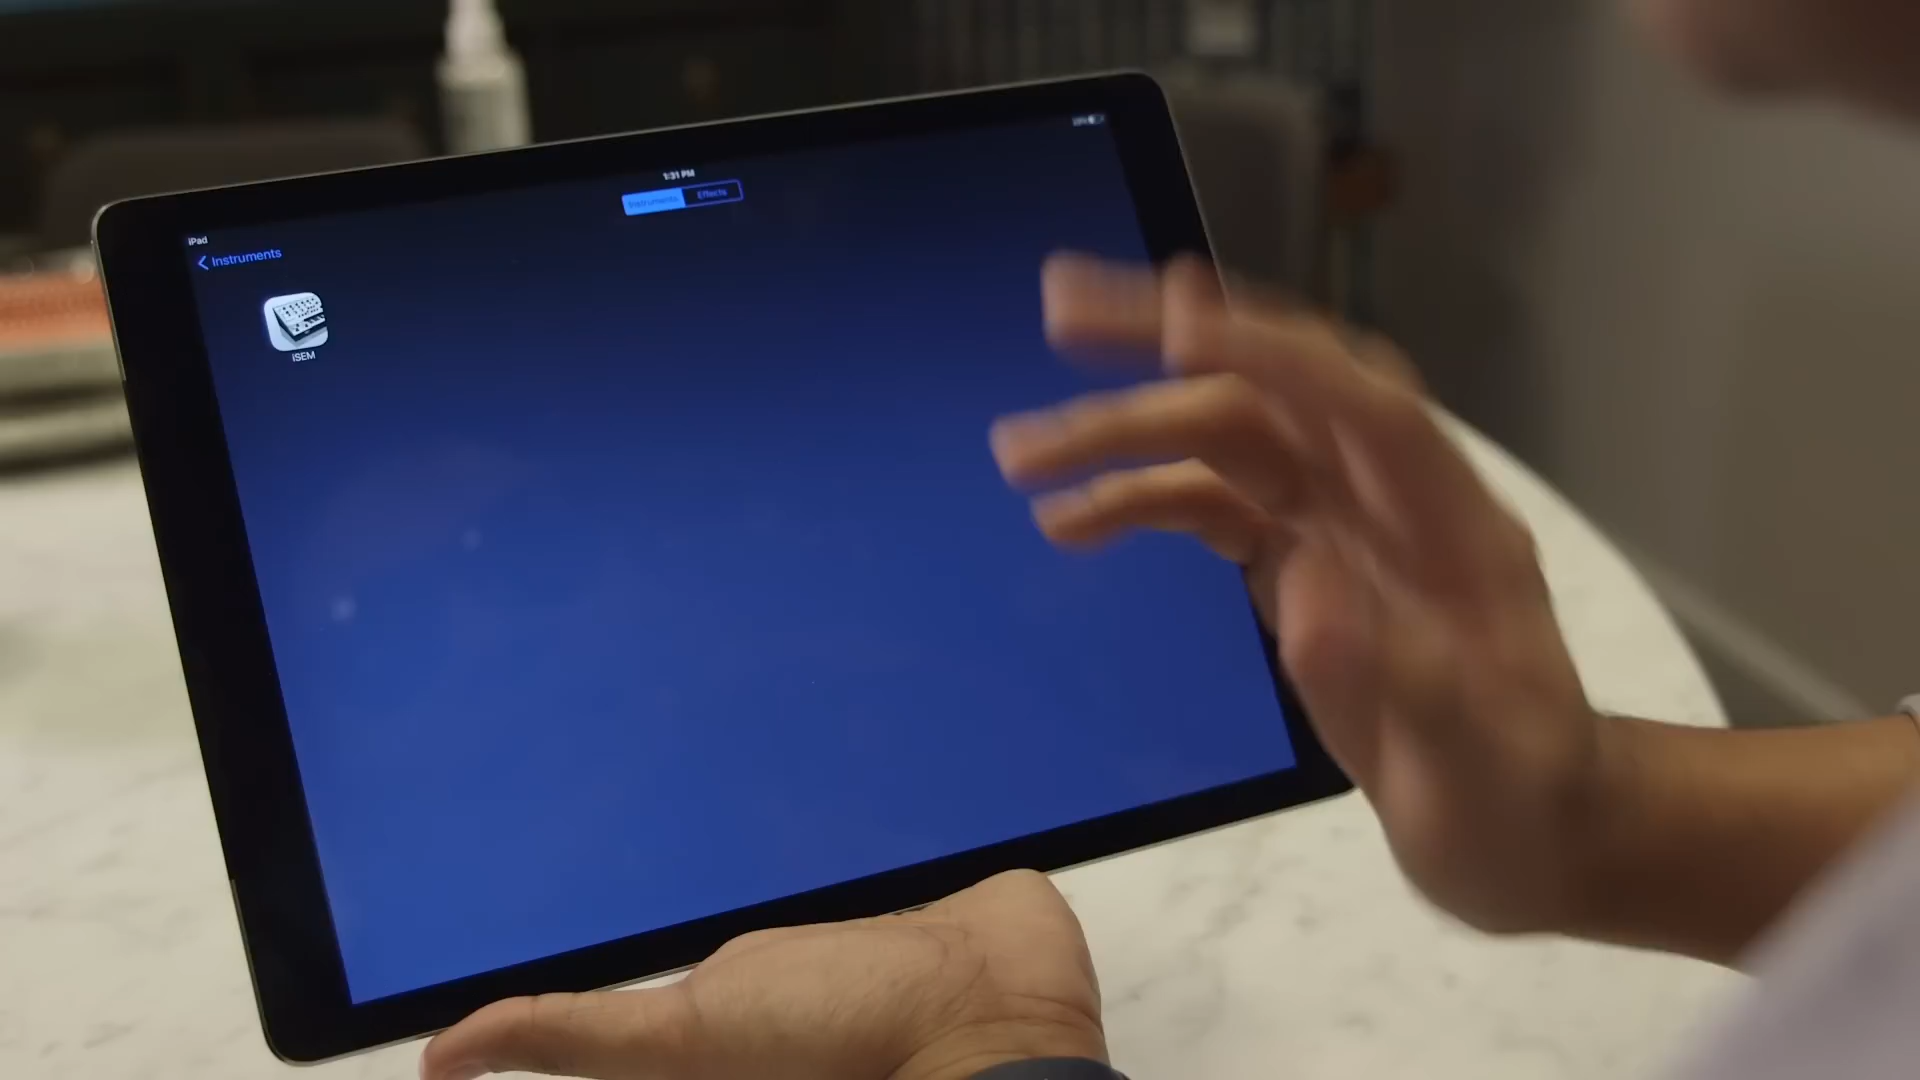 1:31 PM
Instruments Effects
iPad
Instruments
iSEM